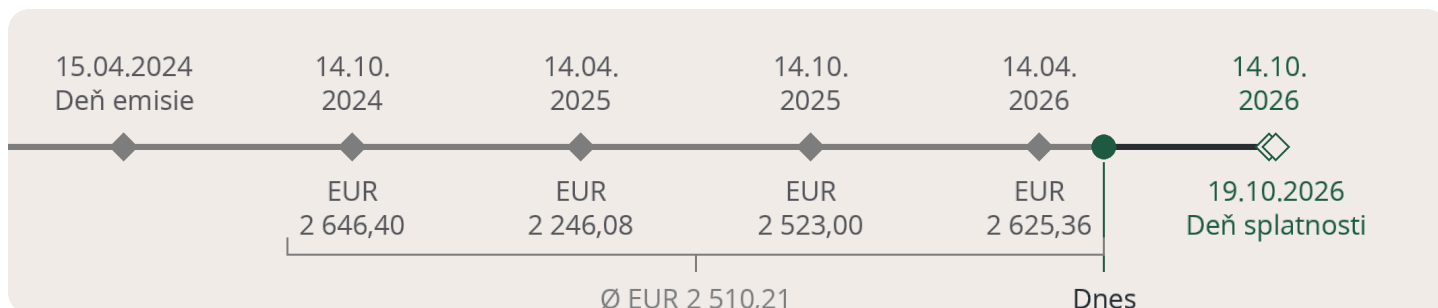 15.04.2024
Deň emisie
14.10.
2024
14.04.
2025
14.10.
2025
14.04.
2026
14.10.
2026
EUR
2 646,40
EUR
2 246,08
EUR
2 523,00
EUR
2 625,36
19.10.2026
Deň splatnosti
Ø EUR 2 510,21
Dnes